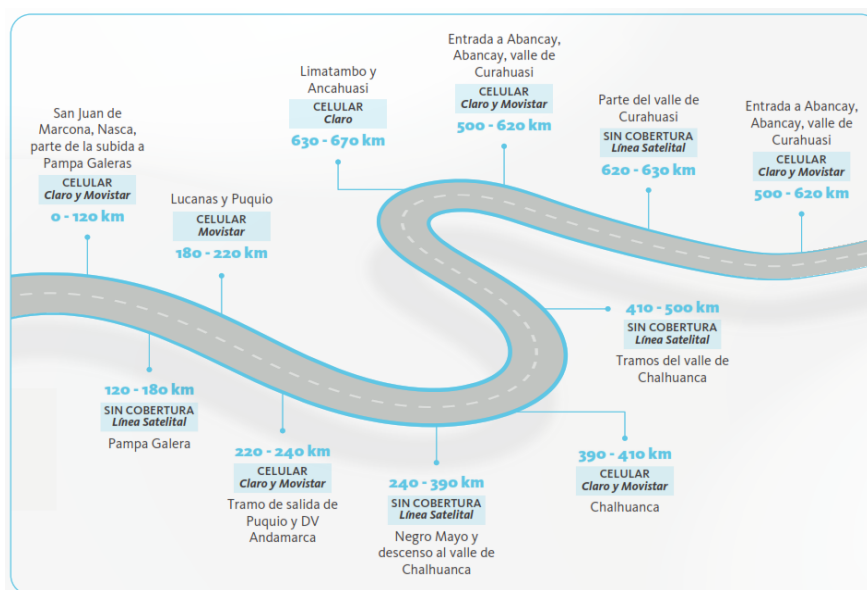 San Juan de
Marcona, Nasca,
parte de la subida a
Pampa Galeras
CELULAR
Claro y Movistar
0 - 120 km
120 - 180 km
SIN COBERTURA
Línea Satelital
Pampa Galera
Lucanas y Puquio
CELULAR
Movistar
180 - 220 km
220 - 240 km
CELULAR
Claro y Movistar
Tramo de salida de
Puquio y DV
Andamarca
240 - 390 km
SIN COBERTURA
Línea Satelital
Negro Mayo y
descenso al valle de
Chalhuanca
390 - 410 km
CELULAR
Claro y Movistar
Chalhuanca
410 - 500 km
SIN COBERTURA
Línea Satelital
Tramos del valle de
Chalhuanca
Limatambo y
Ancahuasi
CELULAR
Claro
630 - 670 km
Entrada a Abancay,
Abancay, valle de
Curahuasi
CELULAR
Claro y Movistar
500 - 620 km
Parte del valle de
Curahuasi
SIN COBERTURA
Línea Satelital
620 - 630 km
Entrada a Abancay,
Abancay, valle de
Curahuasi
CELULAR
Claro y Movistar
500 - 620 km